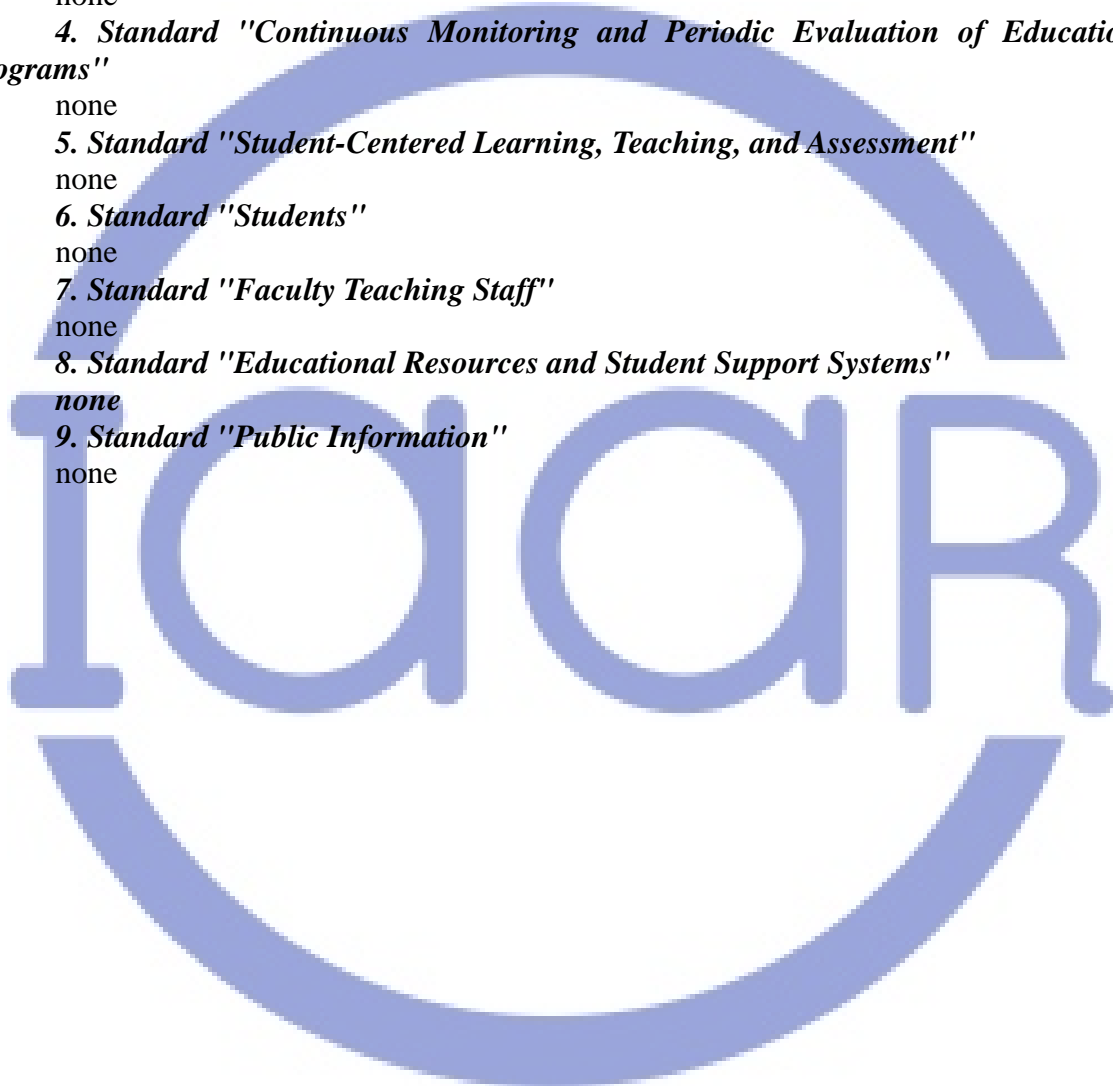 none
4. Standard "Continuous Monitoring and Periodic Evaluation of Educatio
ograms"
none
5. Standard "Student-Centered Learning, Teaching, and Assessment"
none
6. Standard "Students"
none
7. Standard "Faculty Teaching Staff"
none
8. Standard "Educational Resources and Student Support Systems"
none
9. Standard "Public Information"
none
IaaR